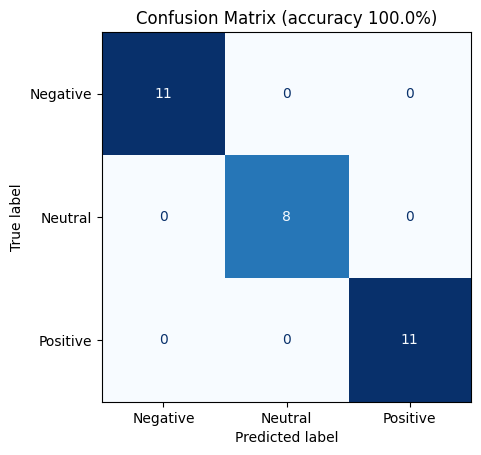 Confusion Matrix (accuracy 100.0%)
Negative 11 0 0
Neutral 0 8 0
Positive 0 0 11
Negative Neutral Positive
Predicted label
True label